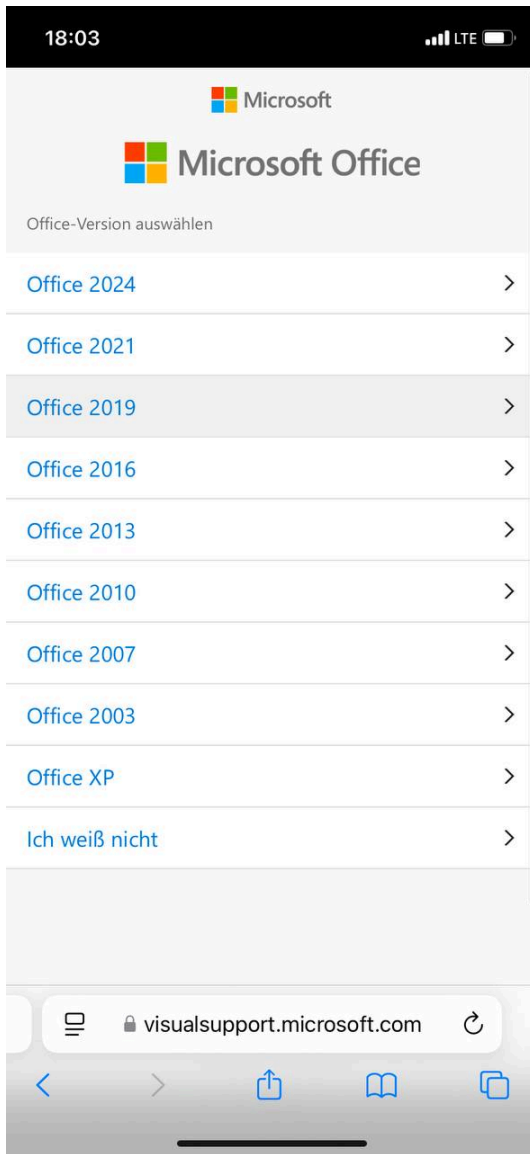 18:03
LTE
Microsoft
Microsoft Office
Office-Version auswählen
Office 2024
Office 2021
Office 2019
Office 2016
Office 2013
Office 2010
Office 2007
Office 2003
Office XP
Ich weiß nicht
visualsupport.microsoft.com